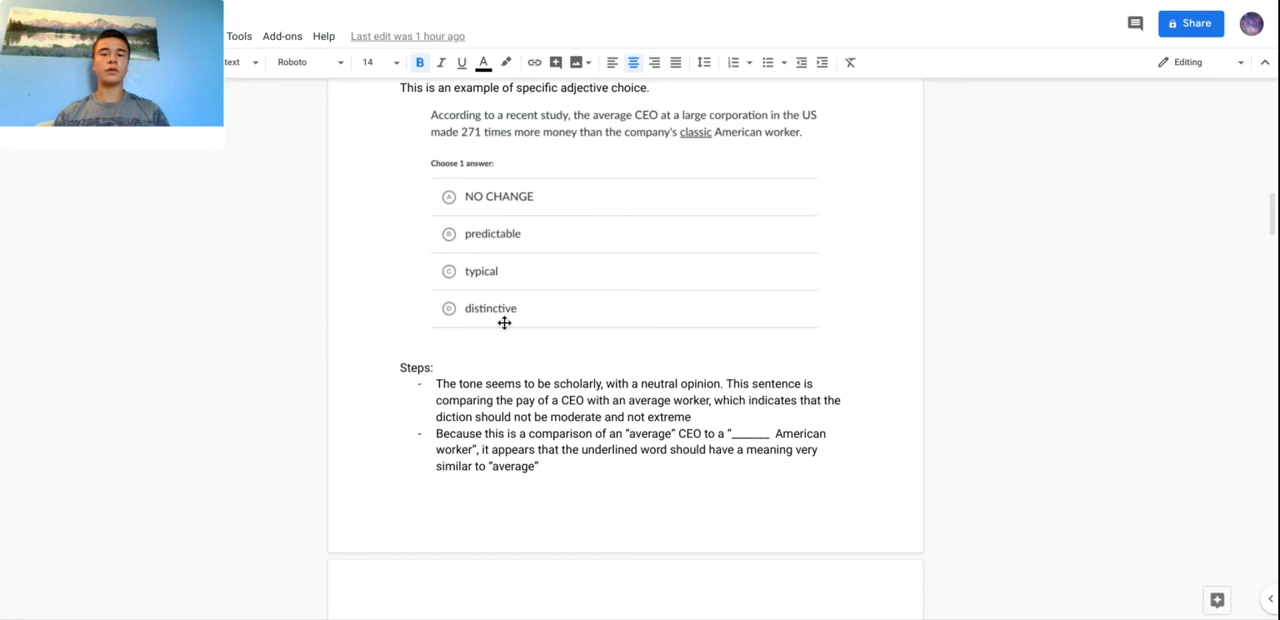 Tools Add-ons Help Last edit was 1 hour ago
Share
text Roboto 14 B I U A Editing
This is an example of specific adjective choice.
According to a recent study, the average CEO at a large corporation in the US
made 271 times more money than the company's classic American worker.
Choose 1 answer:
A NO CHANGE
B predictable
C typical
D distinctive
Steps:
- The tone seems to be scholarly, with a neutral opinion. This sentence is
comparing the pay of a CEO with an average worker, which indicates that the
diction should not be moderate and not extreme
- Because this is a comparison of an “average” CEO to a “______ American
worker”, it appears that the underlined word should have a meaning very
similar to “average”